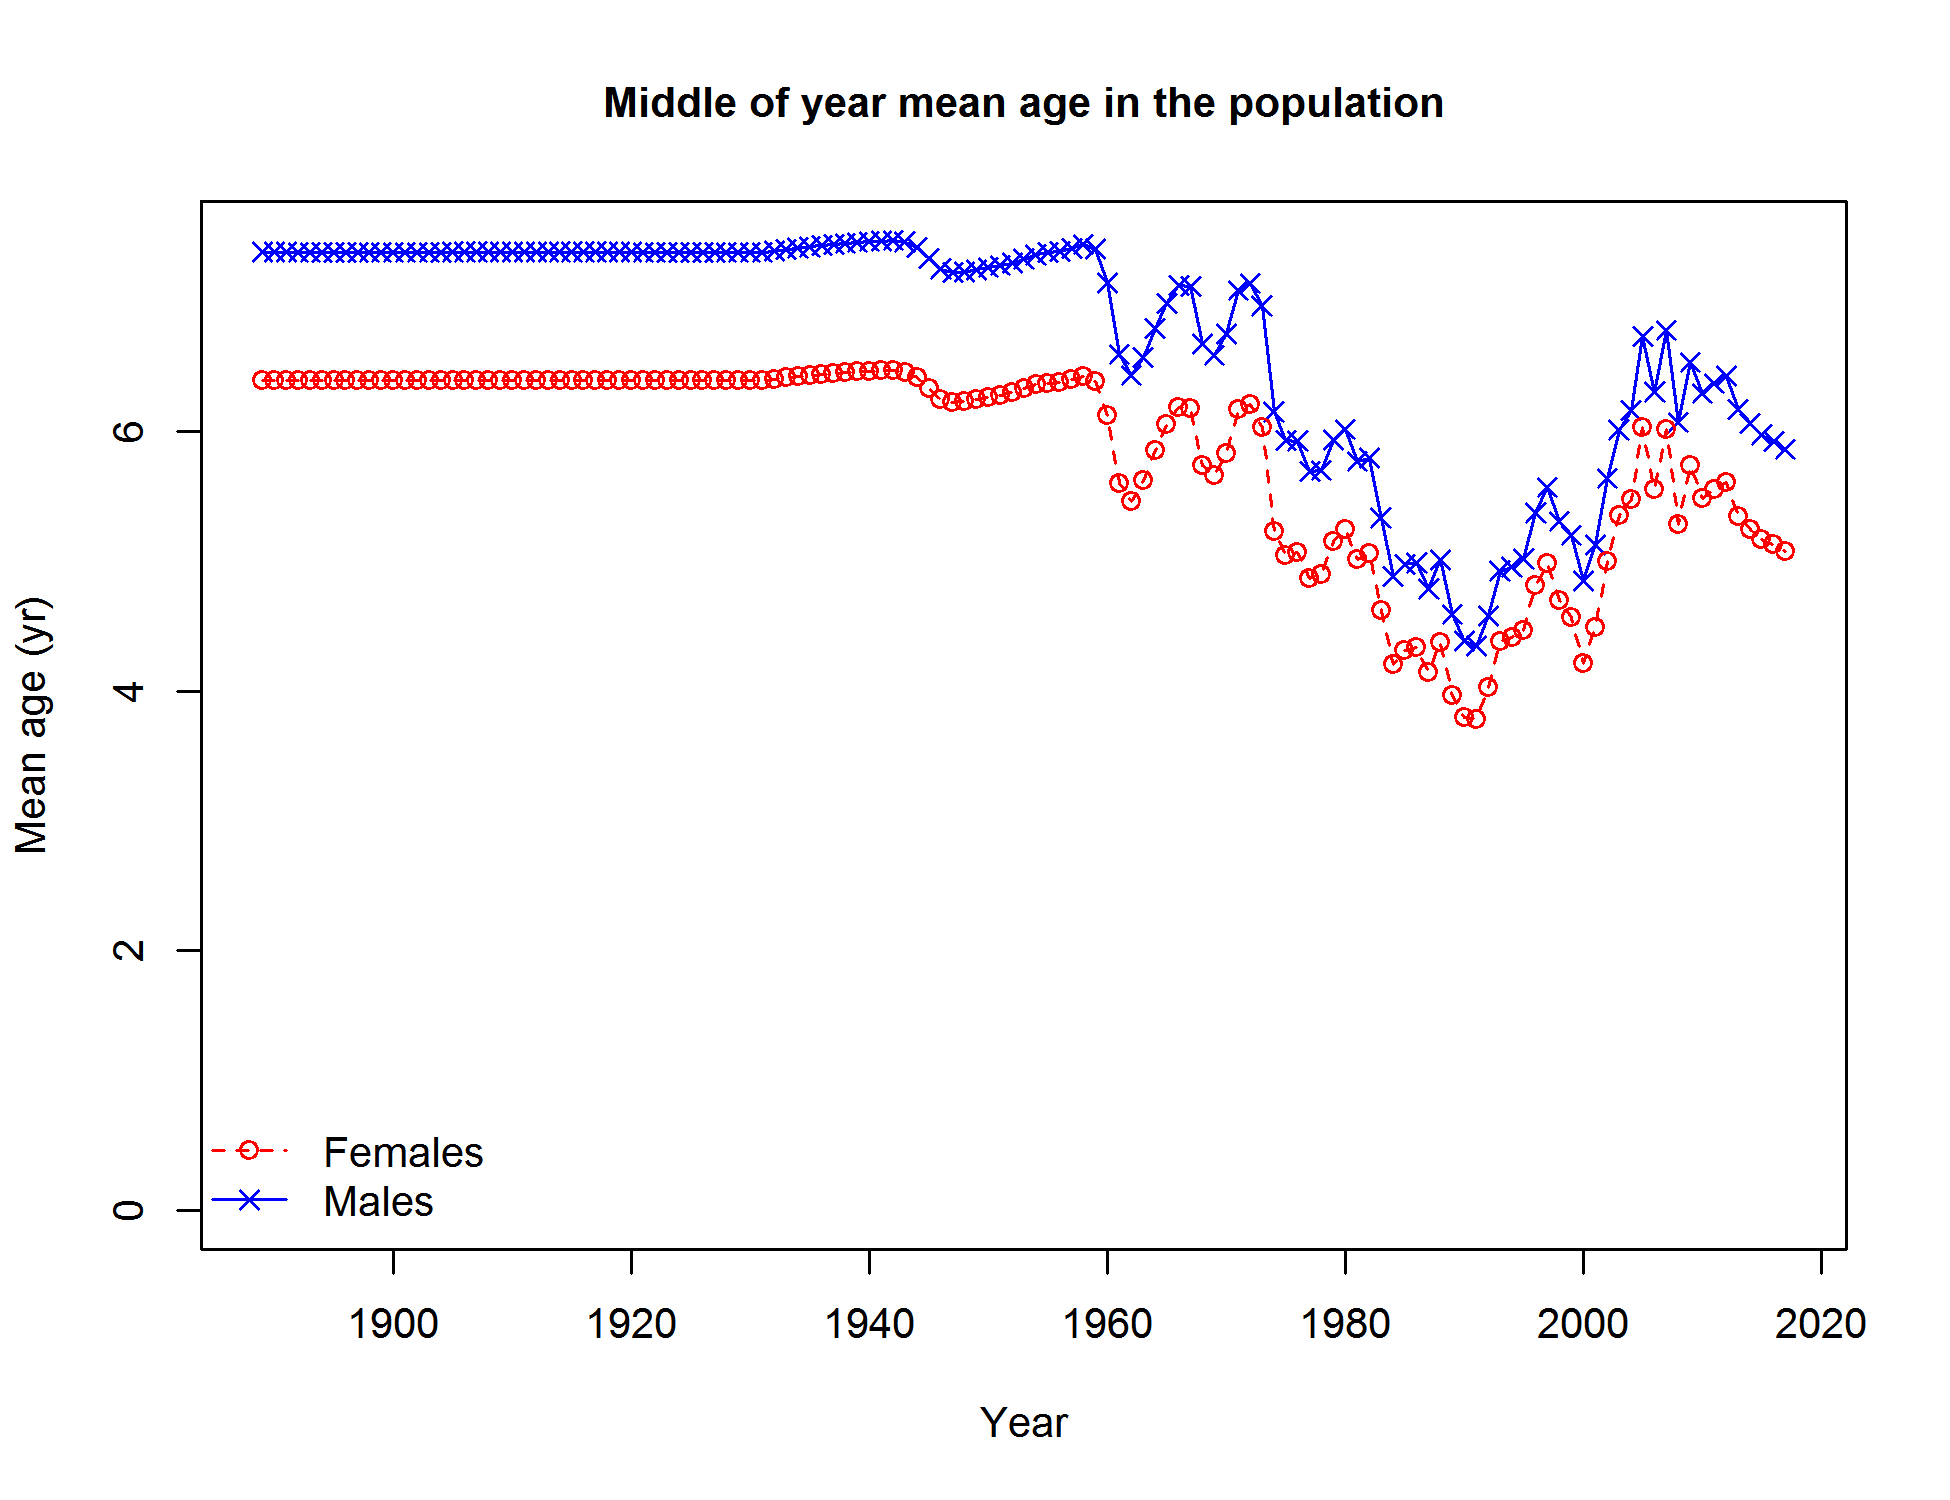 Middle of year mean age in the population
Mean age (yr)
6
4
2
0
Females
Males
1900 1920 1940 1960 1980 2000 2020
Year